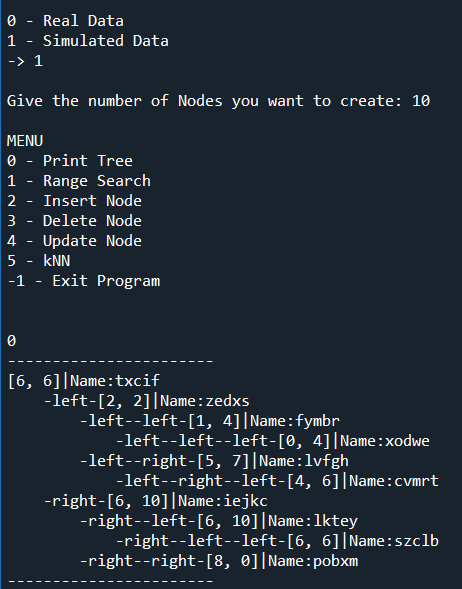 0 - Real Data
1 - Simulated Data
-> 1
Give the number of Nodes you want to create: 10
MENU
0 - Print Tree
1 - Range Search
2 - Insert Node
3 - Delete Node
4 - Update Node
5 - kNN
-1 - Exit Program
0
-----------------------
[6, 6]|Name:txcif
-left-[2, 2]|Name:zedxs
-left--left-[1, 4]|Name:fymbr
-left--left--left-[0, 4]|Name:xodwe
-left--right-[5, 7]|Name:lvfgh
-left--right--left-[4, 6]|Name:cvmrt
-right-[6, 10]|Name:iejkc
-right--left-[6, 10]|Name:lktey
-right--left--left-[6, 6]|Name:szclb
-right--right-[8, 0]|Name:pobxm
-----------------------